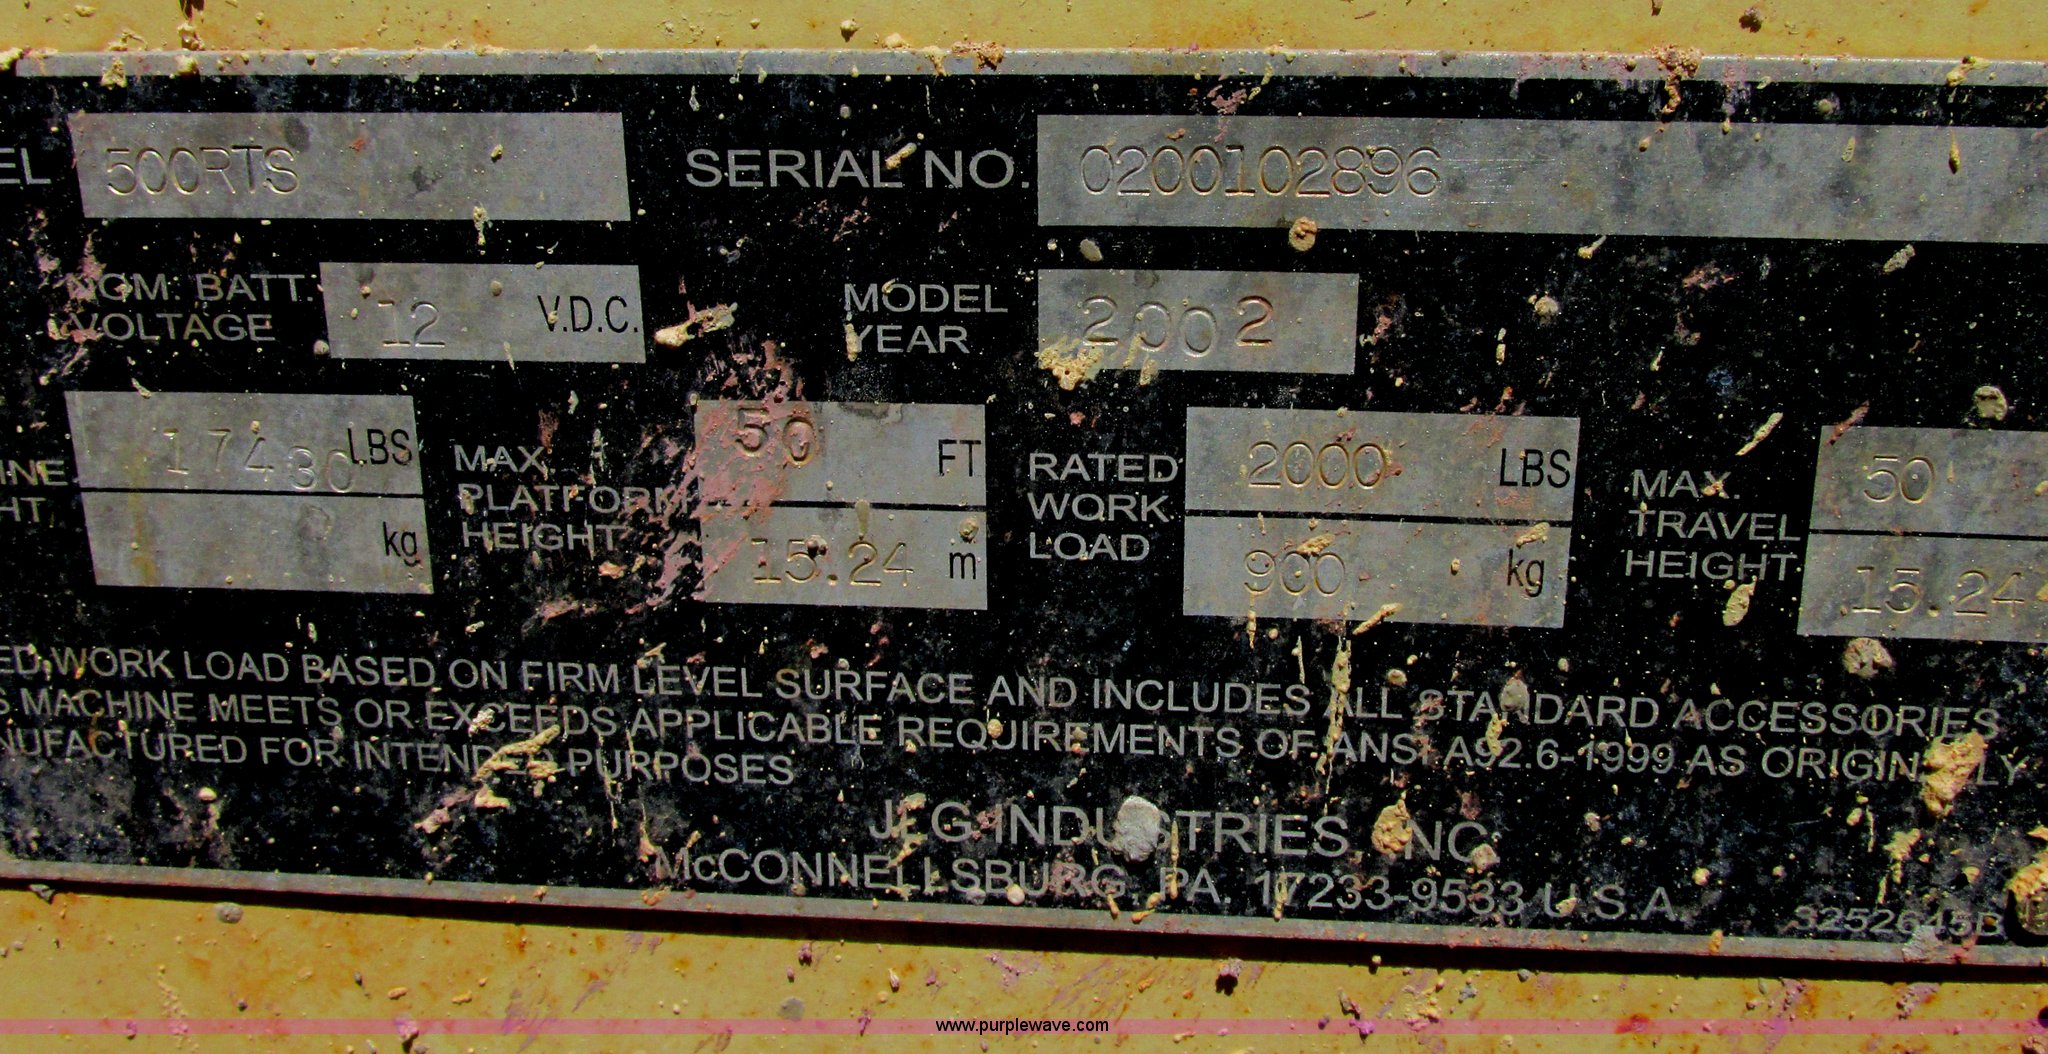 EL 500RTS SERIAL NO. 0200102896
NOM. BATT. VOLTAGE 12 V.D.C. MODEL YEAR 2002
INE HT 17430 LBS kg MAX. PLATFORM HEIGHT 50 FT 15.24 m RATED WORK LOAD 2000 LBS 900 kg MAX. TRAVEL HEIGHT 50 15.24
ED WORK LOAD BASED ON FIRM LEVEL SURFACE AND INCLUDES ALL STANDARD ACCESSORIES
S MACHINE MEETS OR EXCEEDS APPLICABLE REQUIREMENTS OF ANSI A92.6-1999 AS ORIGINALLY
NUFACTURED FOR INTENDED PURPOSES
JLG INDUSTRIES, INC.
McCONNELLSBURG, PA. 17233-9533 U.S.A.
3252645B
www.purplewave.com